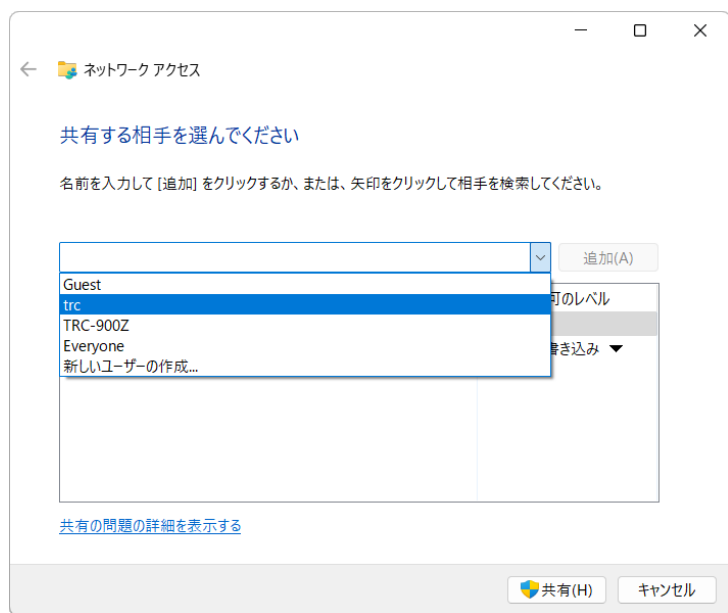 ネットワーク アクセス
共有する相手を選んでください
名前を入力して [追加] をクリックするか、または、矢印をクリックして相手を検索してください。
追加(A)
Guest
trc
TRC-900Z
Everyone
新しいユーザーの作成...
可のレベル
書き込み
共有の問題の詳細を表示する
共有(H)
キャンセル